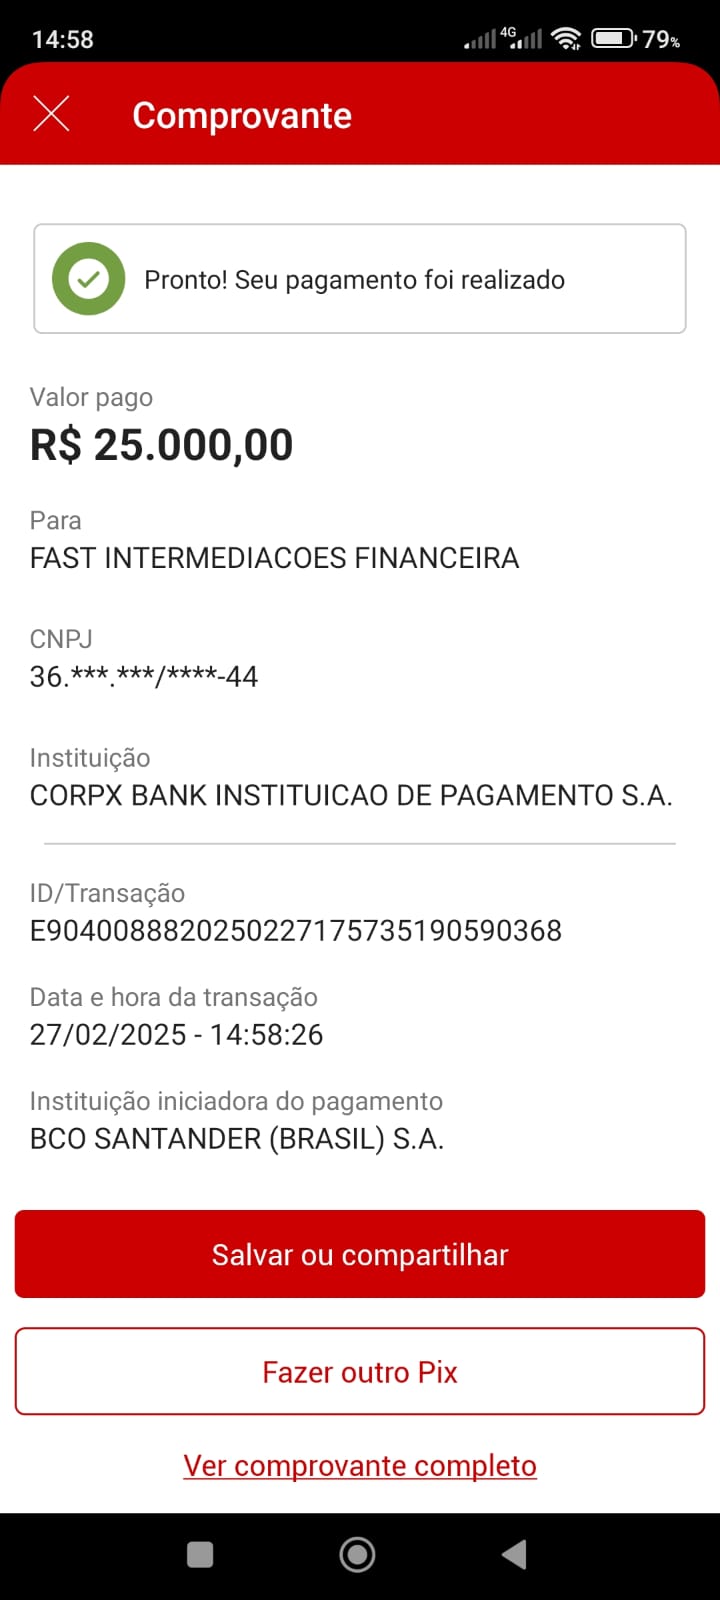 14:58
4G
79%
Comprovante
Pronto! Seu pagamento foi realizado
Valor pago
R$ 25.000,00
Para
FAST INTERMEDIACOES FINANCEIRA
CNPJ
36.***.***/****-44
Instituição
CORPX BANK INSTITUICAO DE PAGAMENTO S.A.
ID/Transação
E9040088820250227175735190590368
Data e hora da transação
27/02/2025 - 14:58:26
Instituição iniciadora do pagamento
BCO SANTANDER (BRASIL) S.A.
Salvar ou compartilhar
Fazer outro Pix
Ver comprovante completo